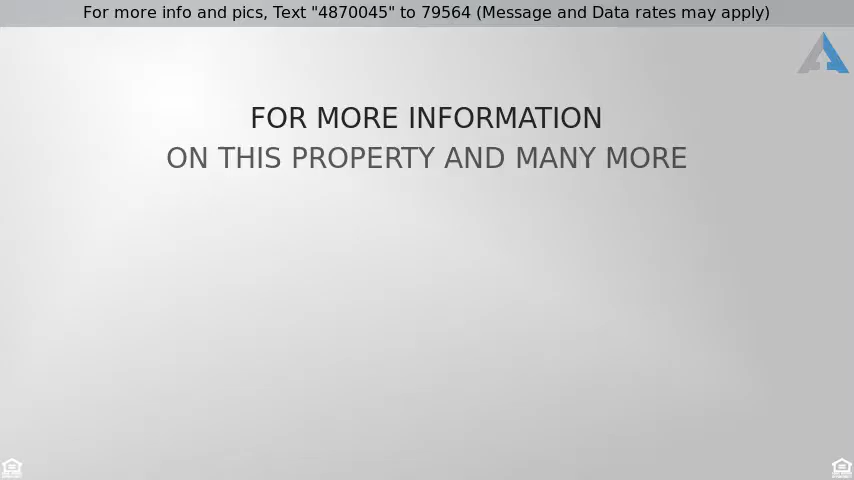 For more info and pics, Text "4870045" to 79564 (Message and Data rates may apply)
FOR MORE INFORMATION
ON THIS PROPERTY AND MANY MORE